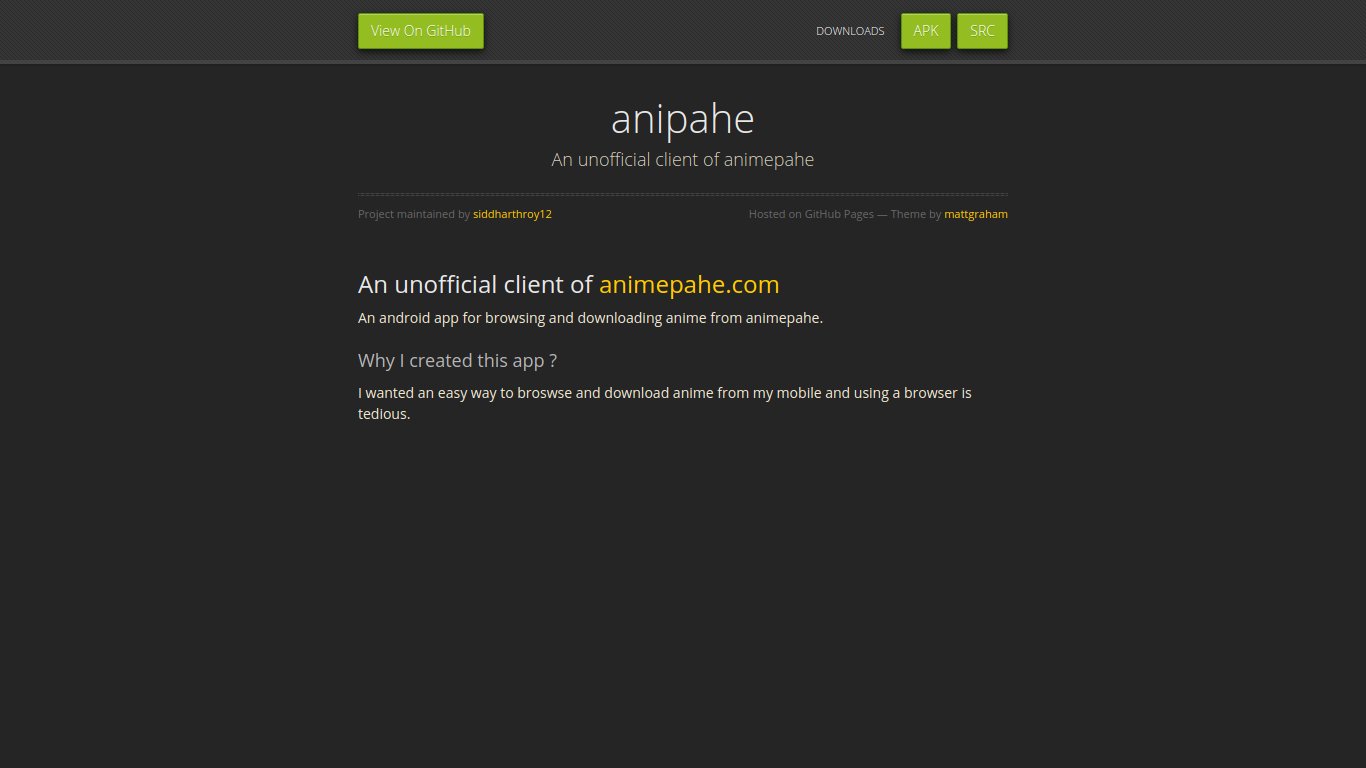 View On GitHub
DOWNLOADS APK SRC
anipahe
An unofficial client of animepahe
Project maintained by siddharthroy12
Hosted on GitHub Pages — Theme by mattgraham
An unofficial client of animepahe.com
An android app for browsing and downloading anime from animepahe.
Why I created this app ?
I wanted an easy way to broswse and download anime from my mobile and using a browser is
tedious.